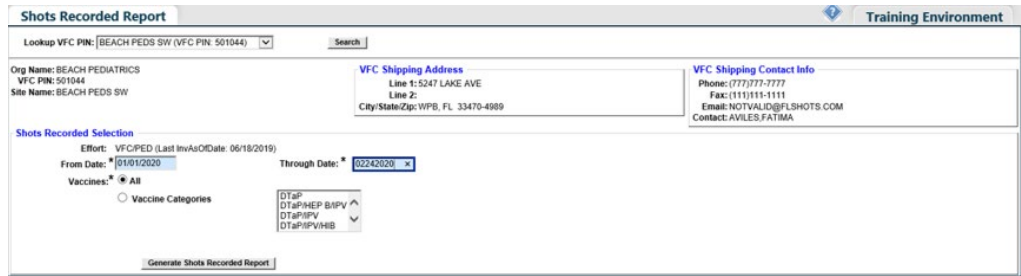 Shots Recorded Report
Training Environment
Lookup VFC PIN: BEACH PEDS SW (VFC PIN: 501044)
Search
Org Name: BEACH PEDIATRICS
VFC PIN: 501044
Site Name: BEACH PEDS SW
VFC Shipping Address
Line 1: 5247 LAKE AVE
Line 2:
City/State/Zip: WPB, FL 33470-4989
VFC Shipping Contact Info
Phone: (777)777-7777
Fax: (111)111-1111
Email: NOTVALID@FLSHOTS.COM
Contact: AVILES,FATIMA
Shots Recorded Selection
Effort: VFC/PED (Last InvAsOfDate: 06/18/2019)
From Date: * 01/01/2020
Through Date: * 02242020 ×
Vaccines:* All
Vaccine Categories
DTaP
DTaP/HEP B/IPV
DTaP/IPV
DTaP/IPV/HIB
Generate Shots Recorded Report